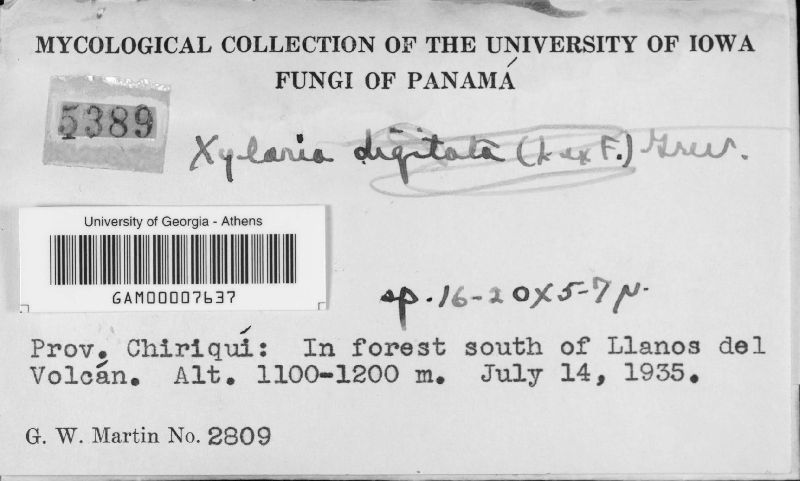 MYCOLOGICAL COLLECTION OF THE UNIVERSITY OF IOWA
FUNGI OF PANAMÁ
5389
Xylaria digitata (L ex F.) Grev.
University of Georgia - Athens
GAM00007637
sp. 16-20X5-7 μ.
Prov. Chiriquí: In forest south of Llanos del
Volcán. Alt. 1100-1200 m. July 14, 1935.
G. W. Martin No. 2809